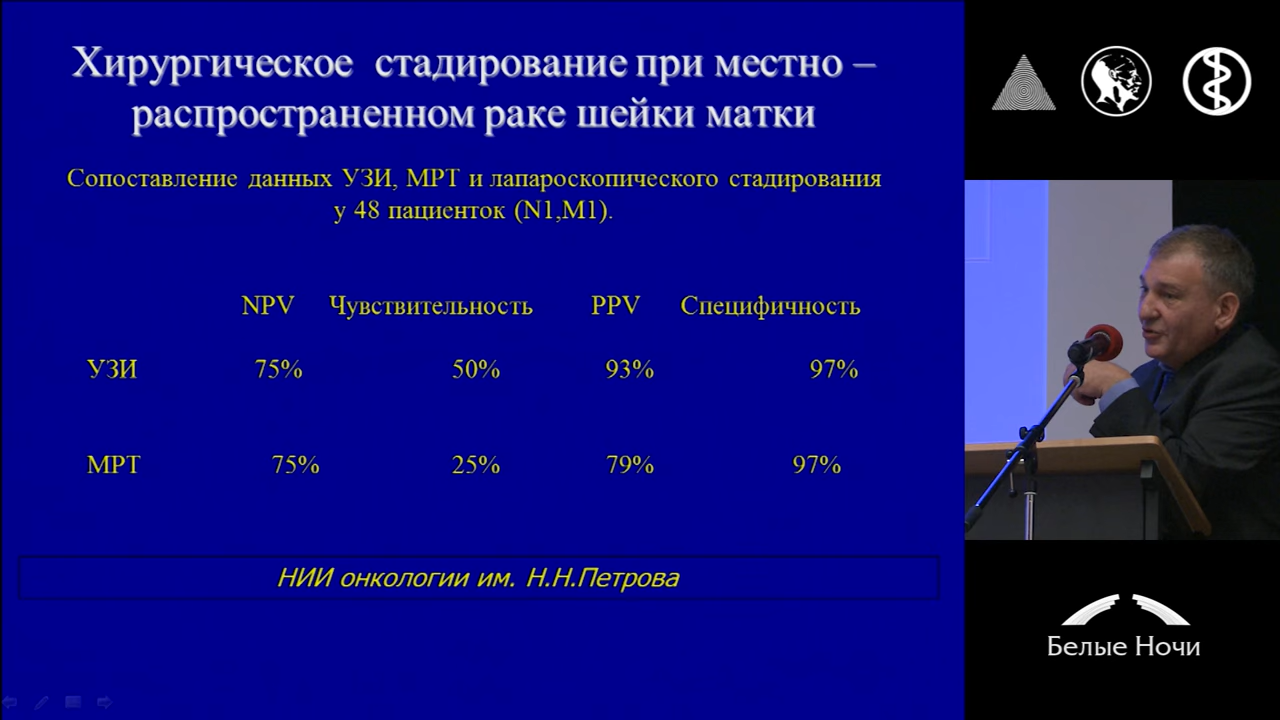 Хирургическое стадирование при местно –
распространенном раке шейки матки
Сопоставление данных УЗИ, МРТ и лапароскопического стадирования
у 48 пациенток (N1,M1).
NPV Чувствительность PPV Специфичность
УЗИ 75% 50% 93% 97%
МРТ 75% 25% 79% 97%
НИИ онкологии им. Н.Н.Петрова
Белые Ночи